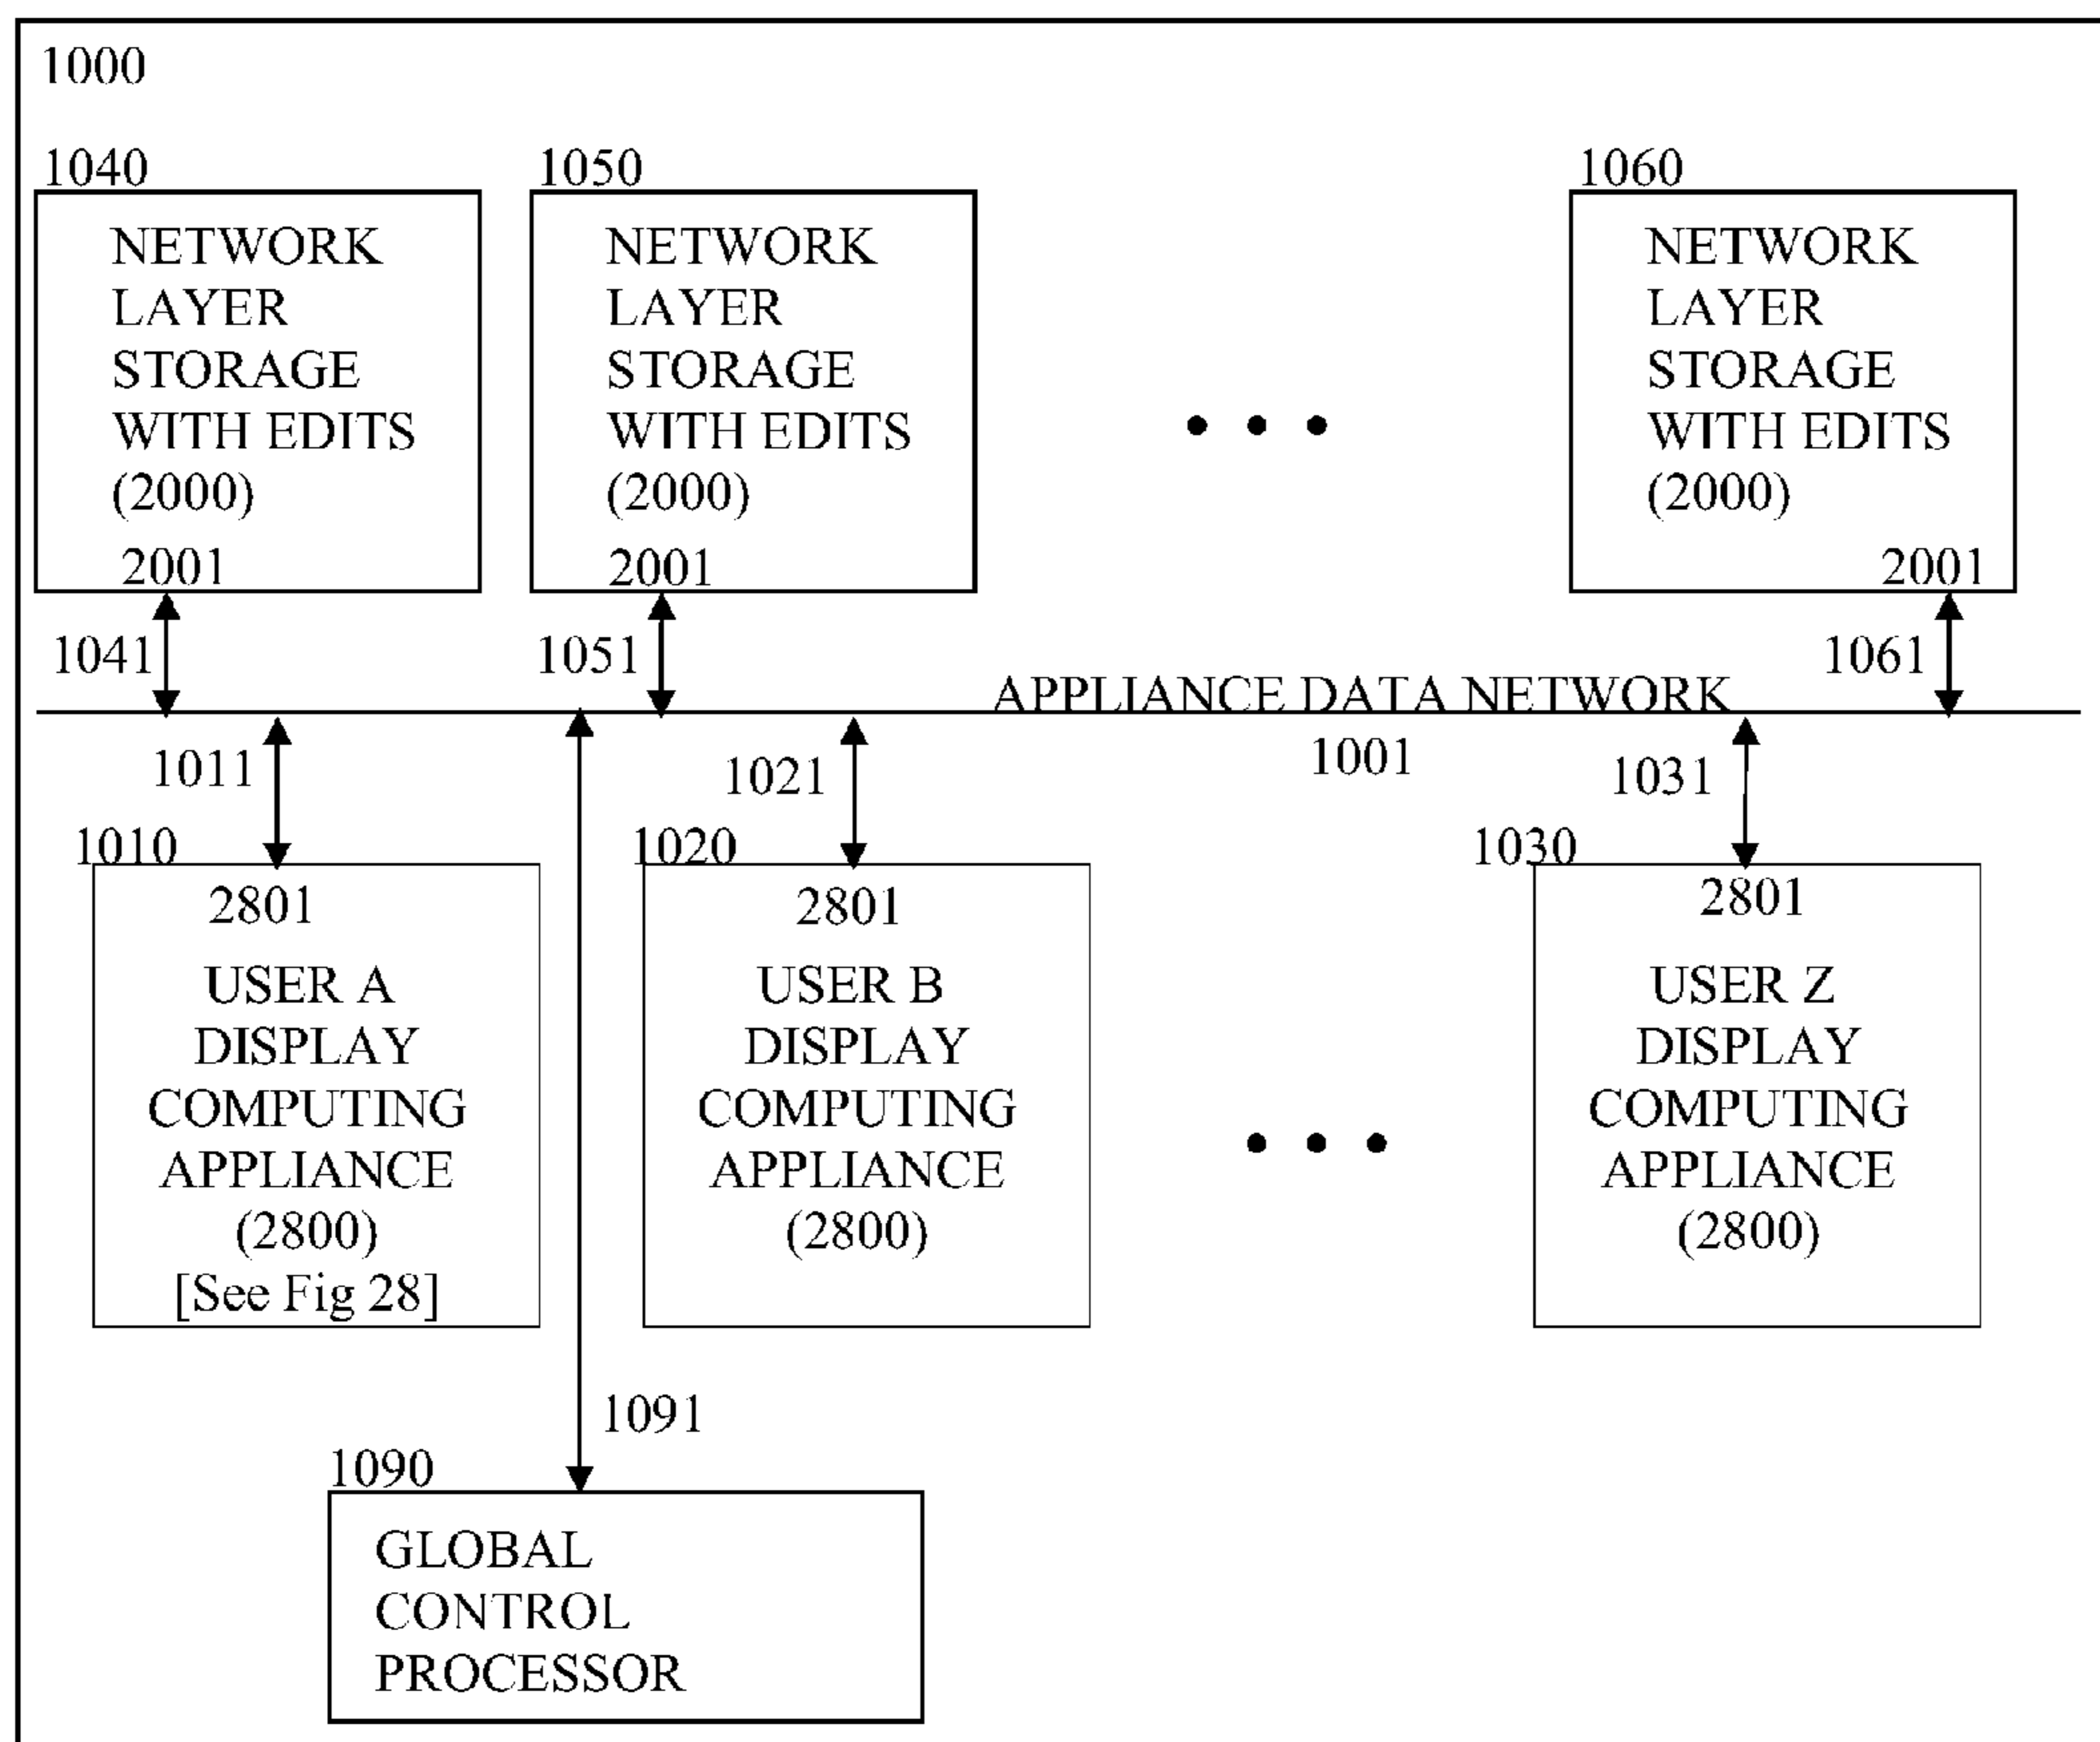 1000
1040
NETWORK
LAYER
STORAGE
WITH EDITS
(2000)
2001
1050
NETWORK
LAYER
STORAGE
WITH EDITS
(2000)
2001
1060
NETWORK
LAYER
STORAGE
WITH EDITS
(2000)
2001
1041
1051
1061
APPLIANCE DATA NETWORK
1001
1011
1021
1031
1010
2801
USER A
DISPLAY
COMPUTING
APPLIANCE
(2800)
[See Fig 28]
1020
2801
USER B
DISPLAY
COMPUTING
APPLIANCE
(2800)
1030
2801
USER Z
DISPLAY
COMPUTING
APPLIANCE
(2800)
1091
1090
GLOBAL
CONTROL
PROCESSOR